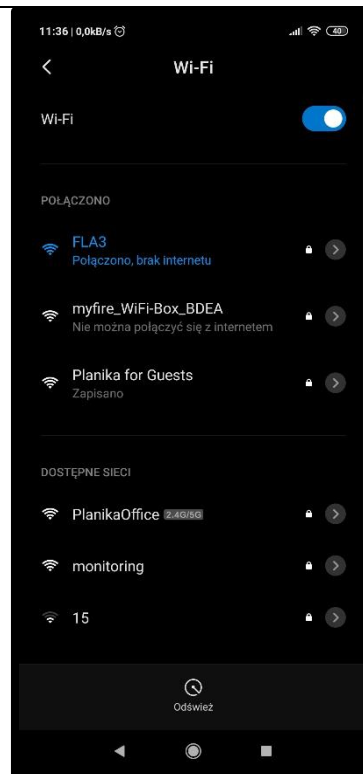 11:36 | 0,0kB/s 40
Wi-Fi
Wi-Fi
POŁĄCZONO
FLA3
Połączono, brak internetu
myfire_WiFi-Box_BDEA
Nie można połączyć się z internetem
Planika for Guests
Zapisano
DOSTĘPNE SIECI
PlanikaOffice 2.4G/5G
monitoring
15
Odśwież